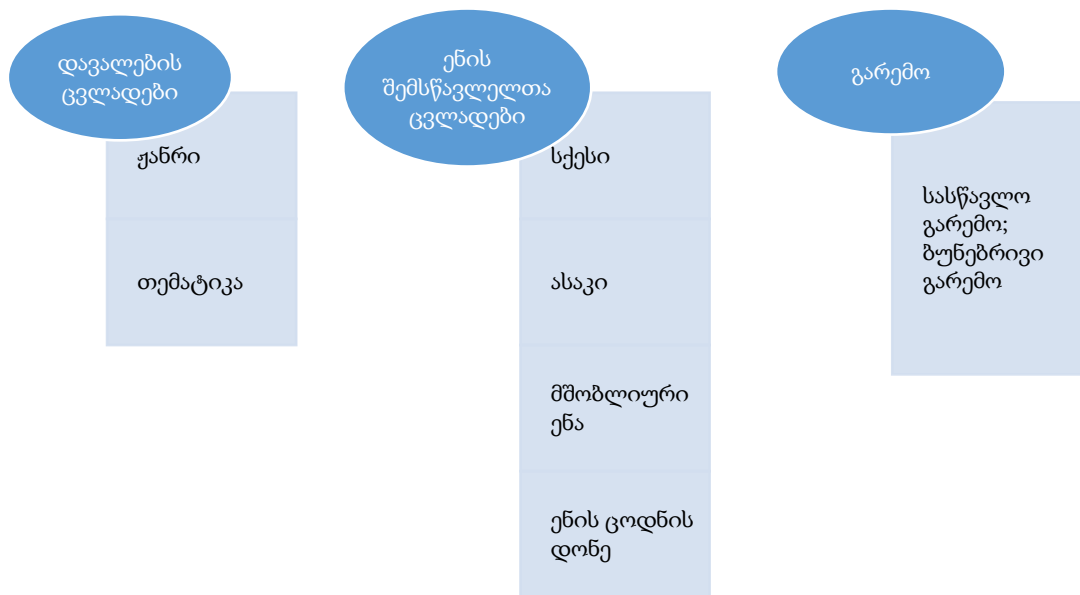 დავალების
ცვლადები
ჟანრი
თემატიკა
ენის
შემსწავლელთა
ცვლადები
სქესი
ასაკი
მშობლიური
ენა
ენის ცოდნის
დონე
გარემო
სასწავლო
გარემო;
ბუნებრივი
გარემო